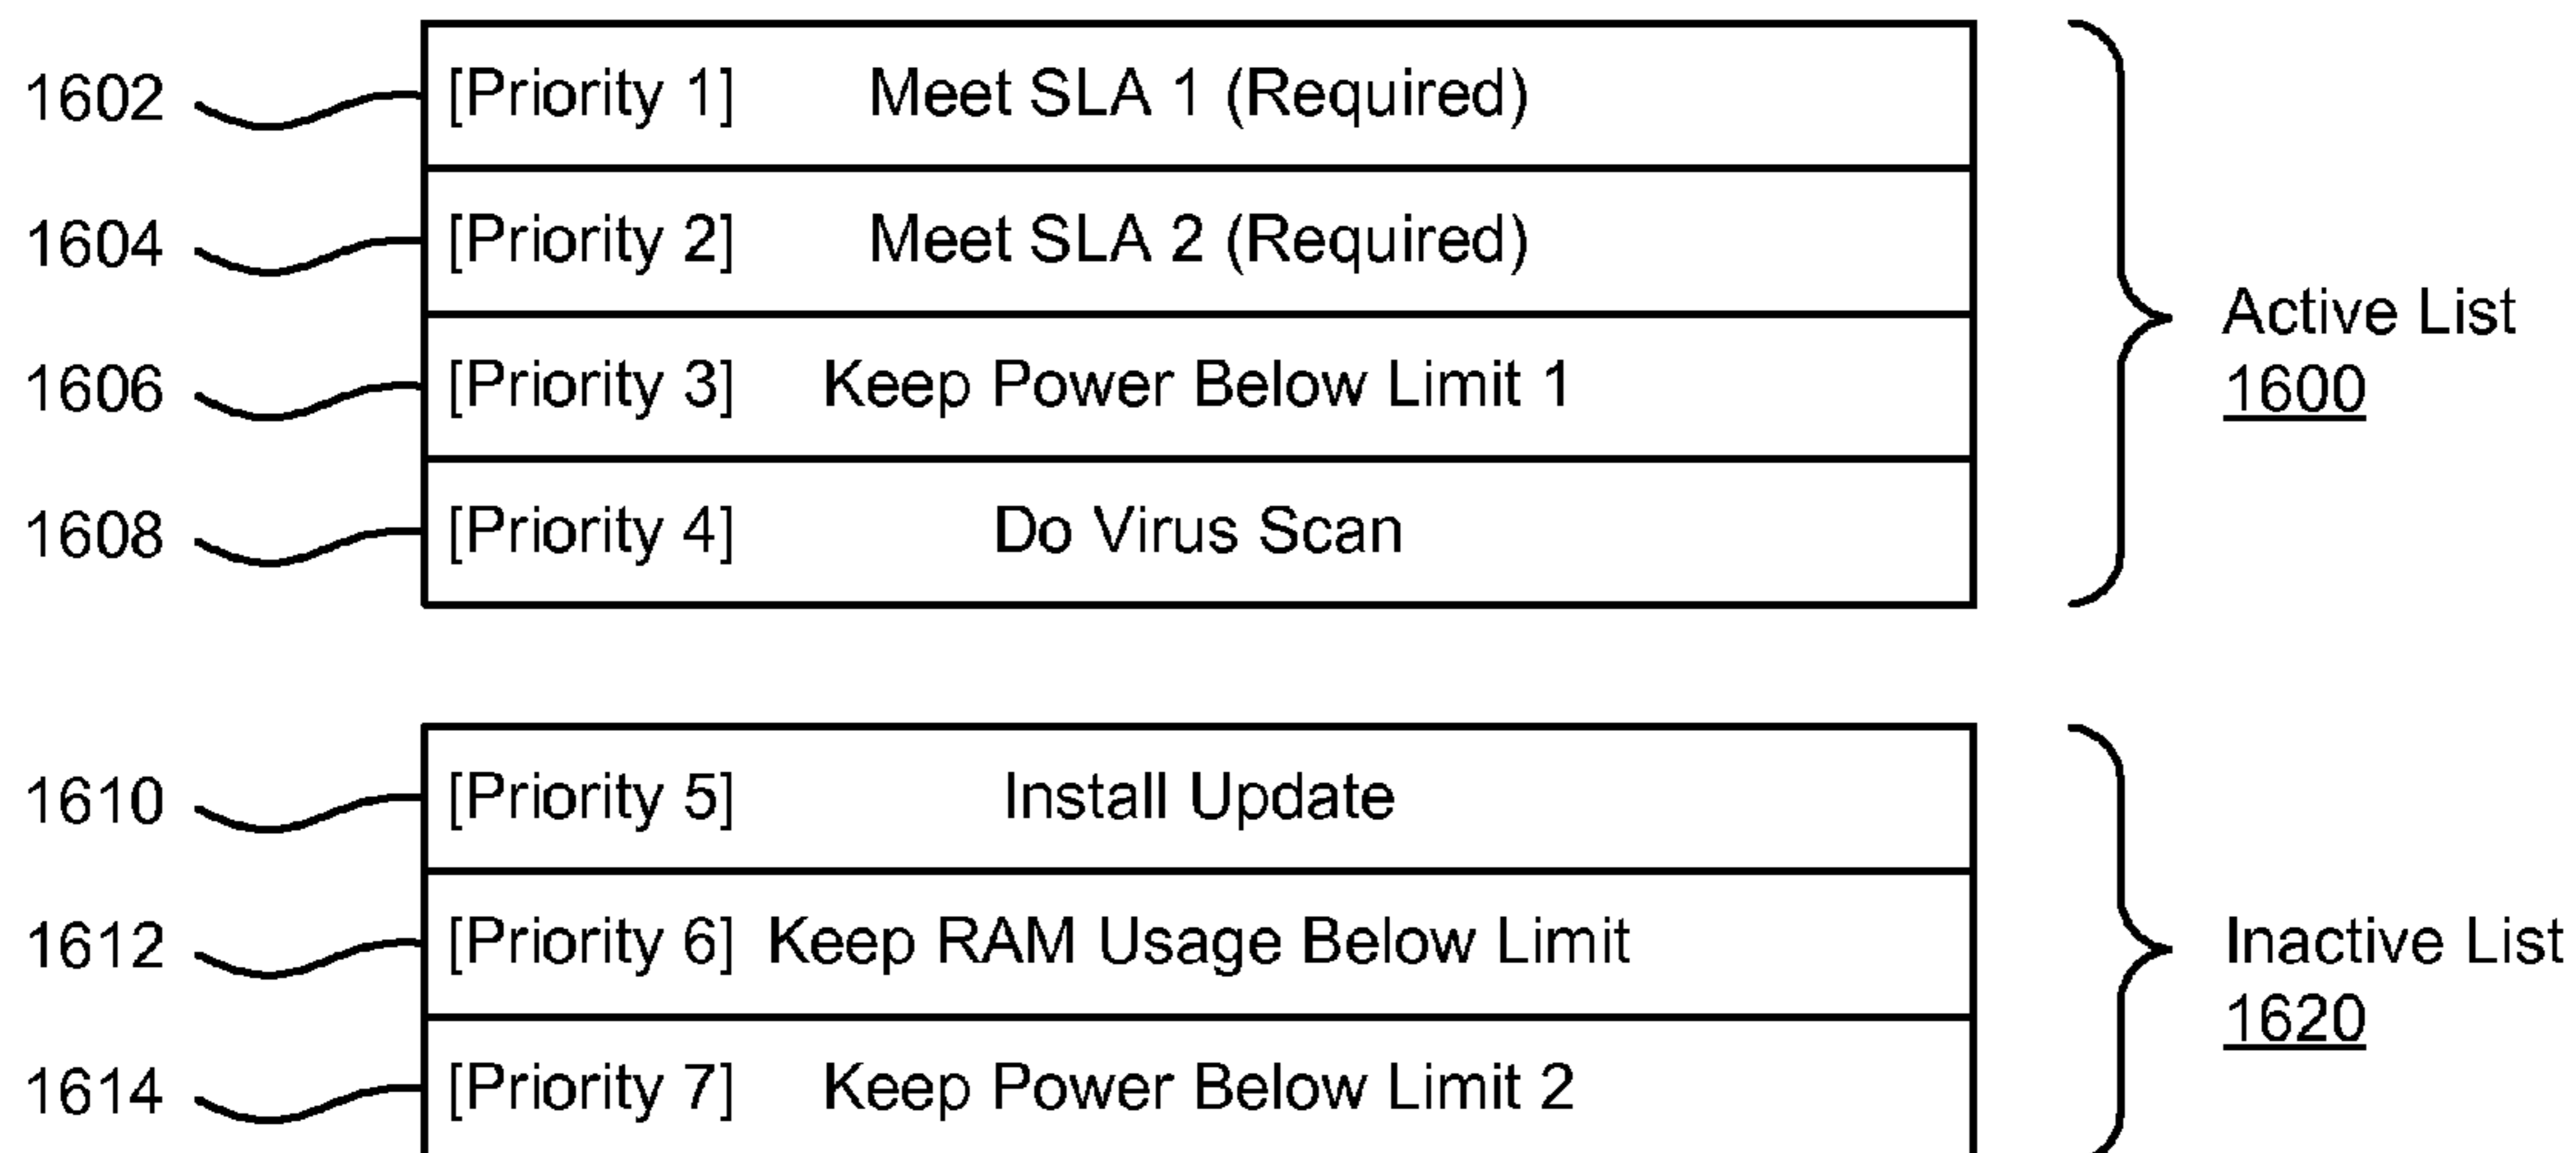 1602 [Priority 1] Meet SLA 1 (Required)
1604 [Priority 2] Meet SLA 2 (Required)
1606 [Priority 3] Keep Power Below Limit 1
1608 [Priority 4] Do Virus Scan
Active List
1600
1610 [Priority 5] Install Update
1612 [Priority 6] Keep RAM Usage Below Limit
1614 [Priority 7] Keep Power Below Limit 2
Inactive List
1620